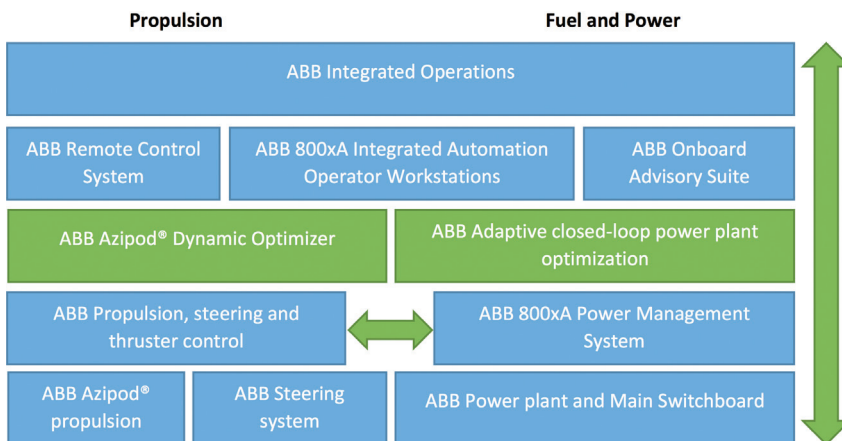 Propulsion
Fuel and Power
ABB Integrated Operations
ABB Remote Control
System
ABB 800xA Integrated Automation
Operator Workstations
ABB Onboard
Advisory Suite
ABB Azipod® Dynamic Optimizer
ABB Adaptive closed-loop power plant
optimization
ABB Propulsion, steering and
thruster control
ABB 800xA Power Management
System
ABB Azipod®
propulsion
ABB Steering
system
ABB Power plant and Main Switchboard